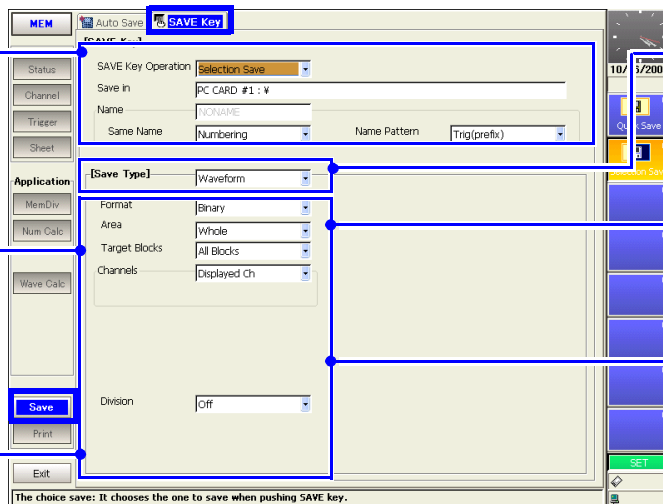 MEM
Auto Save
SAVE Key
[SAVE Key]
SAVE Key Operation
Selection Save
Save in
PC CARD #1 : ¥
Name
NONAME
Same Name
Numbering
Name Pattern
Trig(prefix)
[Save Type]
Waveform
Format
Binary
Area
Whole
Target Blocks
All Blocks
Channels
Displayed Ch
Division
Off
Status
Channel
Trigger
Sheet
Application
MemDiv
Num Calc
Wave Calc
Save
Print
Exit
Save
SET
The choice save: It chooses the one to save when pushing SAVE key.